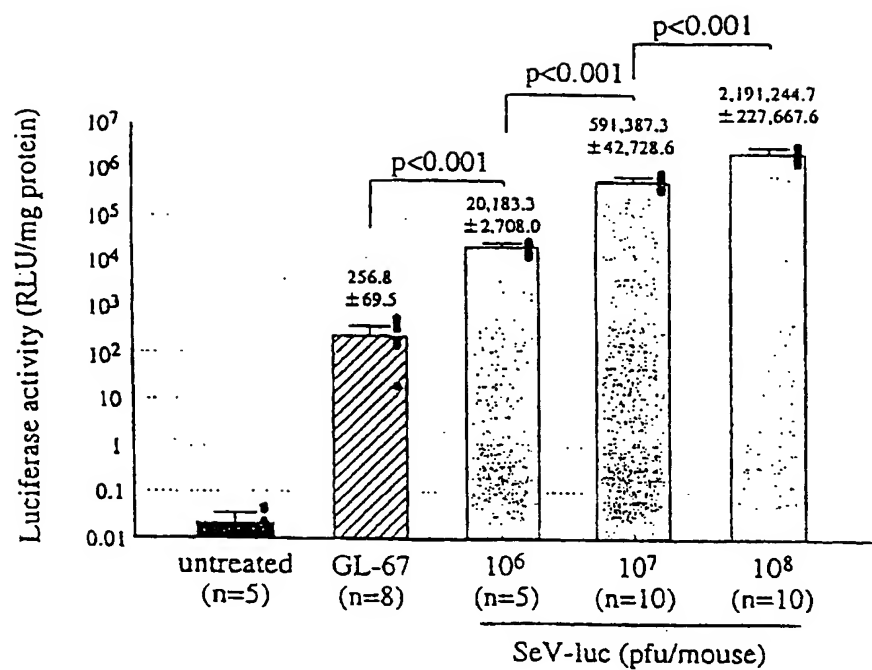 p<0.001
p<0.001
p<0.001
2,191,244.7
±227,667.6
591,387.3
±42,728.6
20,183.3
±2,708.0
256.8
±69.5
Luciferase activity (RLU/mg protein)
10⁷
10⁶
10⁵
10⁴
10³
10²
10
1
0.1
0.01
untreated
(n=5)
GL-67
(n=8)
10⁶
(n=5)
10⁷
(n=10)
10⁸
(n=10)
SeV-luc (pfu/mouse)